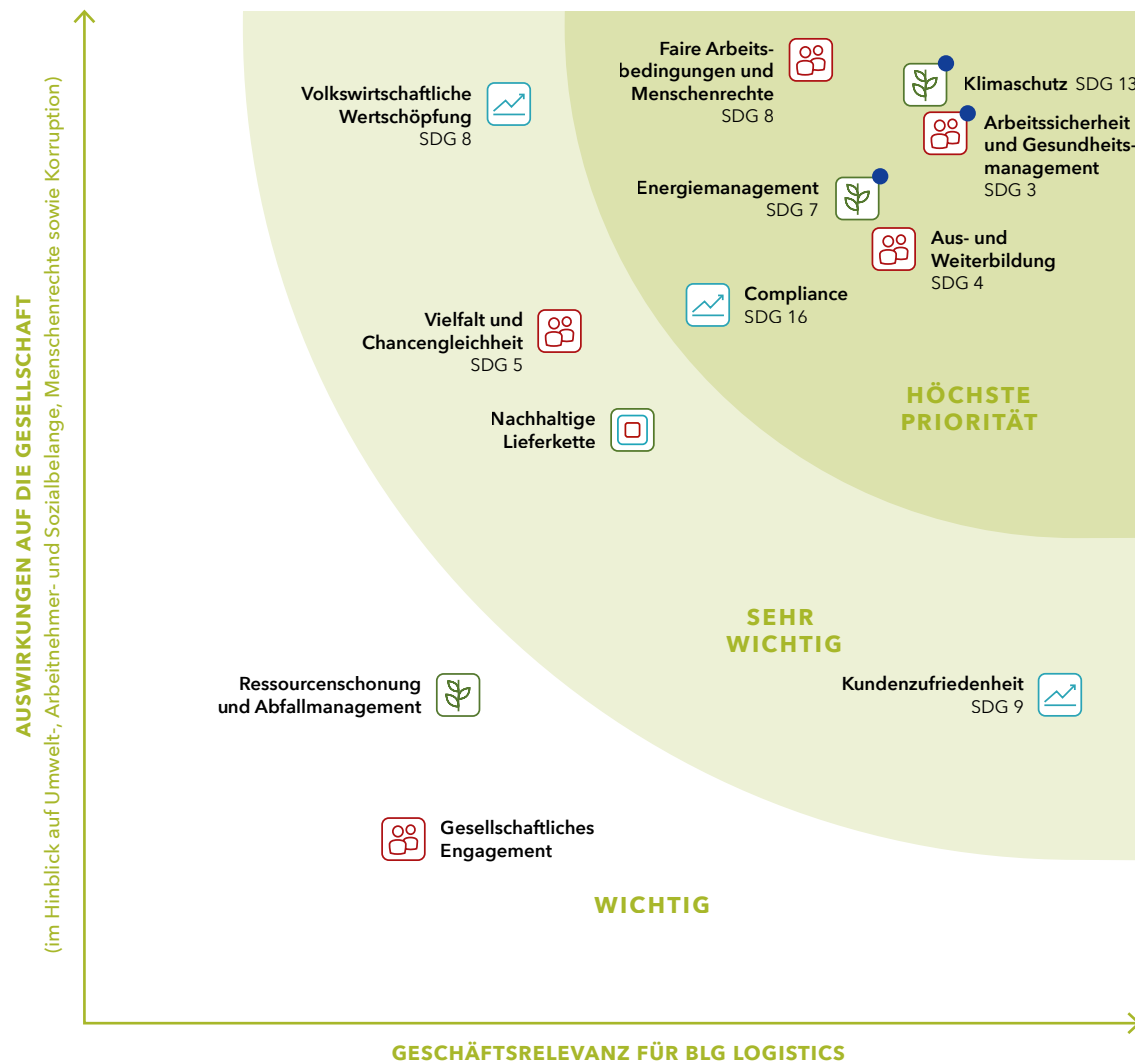 AUSWIRKUNGEN AUF DIE GESELLSCHAFT
(im Hinblick auf Umwelt-, Arbeitnehmer- und Sozialbelange, Menschenrechte sowie Korruption)
Volkswirtschaftliche
Wertschöpfung
SDG 8
Faire Arbeits-
bedingungen und
Menschenrechte
SDG 8
Klimaschutz SDG 13
Arbeitssicherheit
und Gesundheits-
management
SDG 3
Energiemanagement
SDG 7
Aus- und
Weiterbildung
SDG 4
Compliance
SDG 16
Vielfalt und
Chancengleichheit
SDG 5
HÖCHSTE
PRIORITÄT
Nachhaltige
Lieferkette
SEHR
WICHTIG
Ressourcenschonung
und Abfallmanagement
Kundenzufriedenheit
SDG 9
Gesellschaftliches
Engagement
WICHTIG
GESCHÄFTSRELEVANZ FÜR BLG LOGISTICS